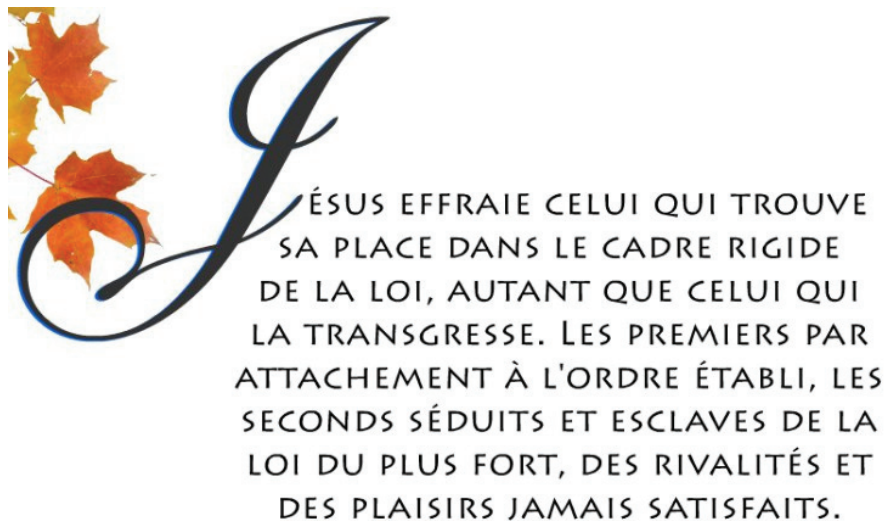 JÉSUS EFFRAIE CELUI QUI TROUVE
SA PLACE DANS LE CADRE RIGIDE
DE LA LOI, AUTANT QUE CELUI QUI
LA TRANSGRESSE. LES PREMIERS PAR
ATTACHEMENT À L'ORDRE ÉTABLI, LES
SECONDS SÉDUITS ET ESCLAVES DE LA
LOI DU PLUS FORT, DES RIVALITÉS ET
DES PLAISIRS JAMAIS SATISFAITS.